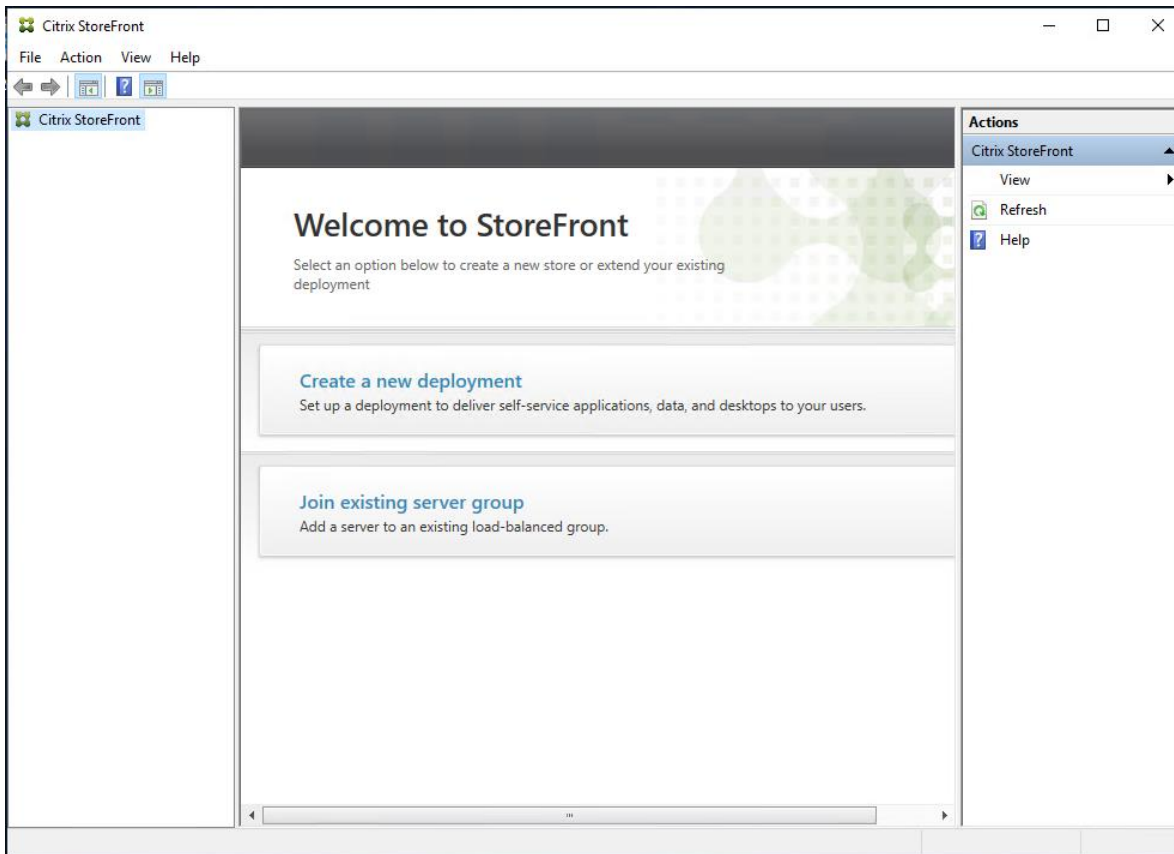 Citrix StoreFront
File Action View Help
Citrix StoreFront
Welcome to StoreFront
Select an option below to create a new store or extend your existing
deployment
Create a new deployment
Set up a deployment to deliver self-service applications, data, and desktops to your users.
Join existing server group
Add a server to an existing load-balanced group.
Actions
Citrix StoreFront
View
Refresh
Help